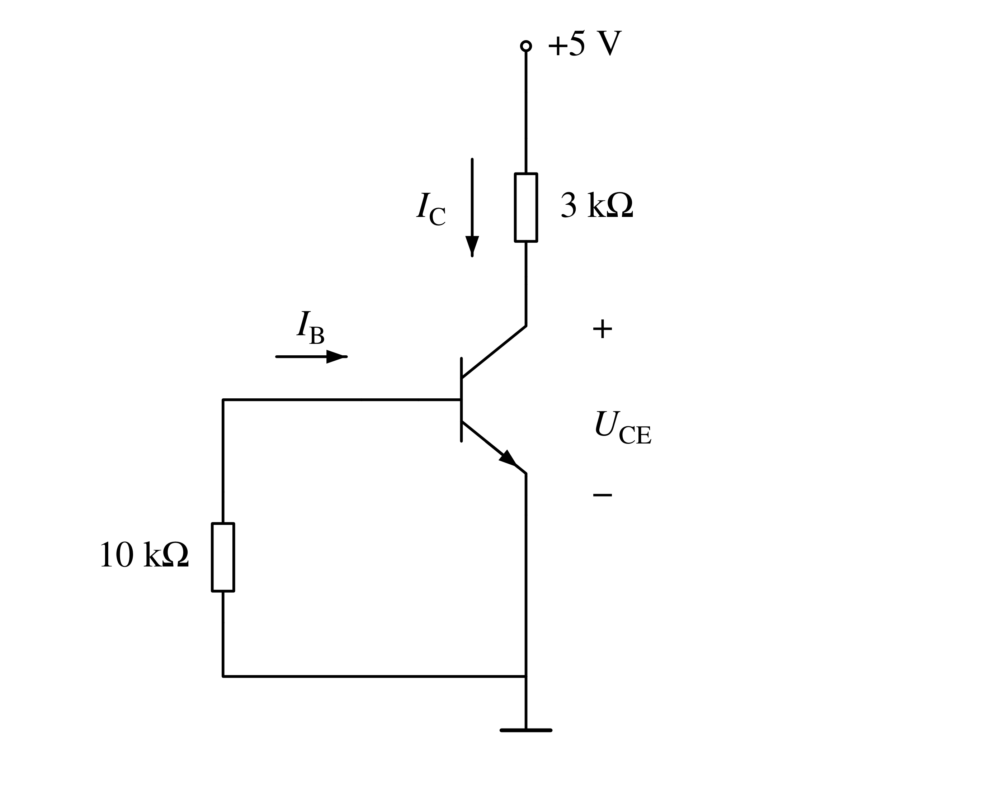 +5 V
I_C
3 kΩ
I_B
+
U_CE
−
10 kΩ